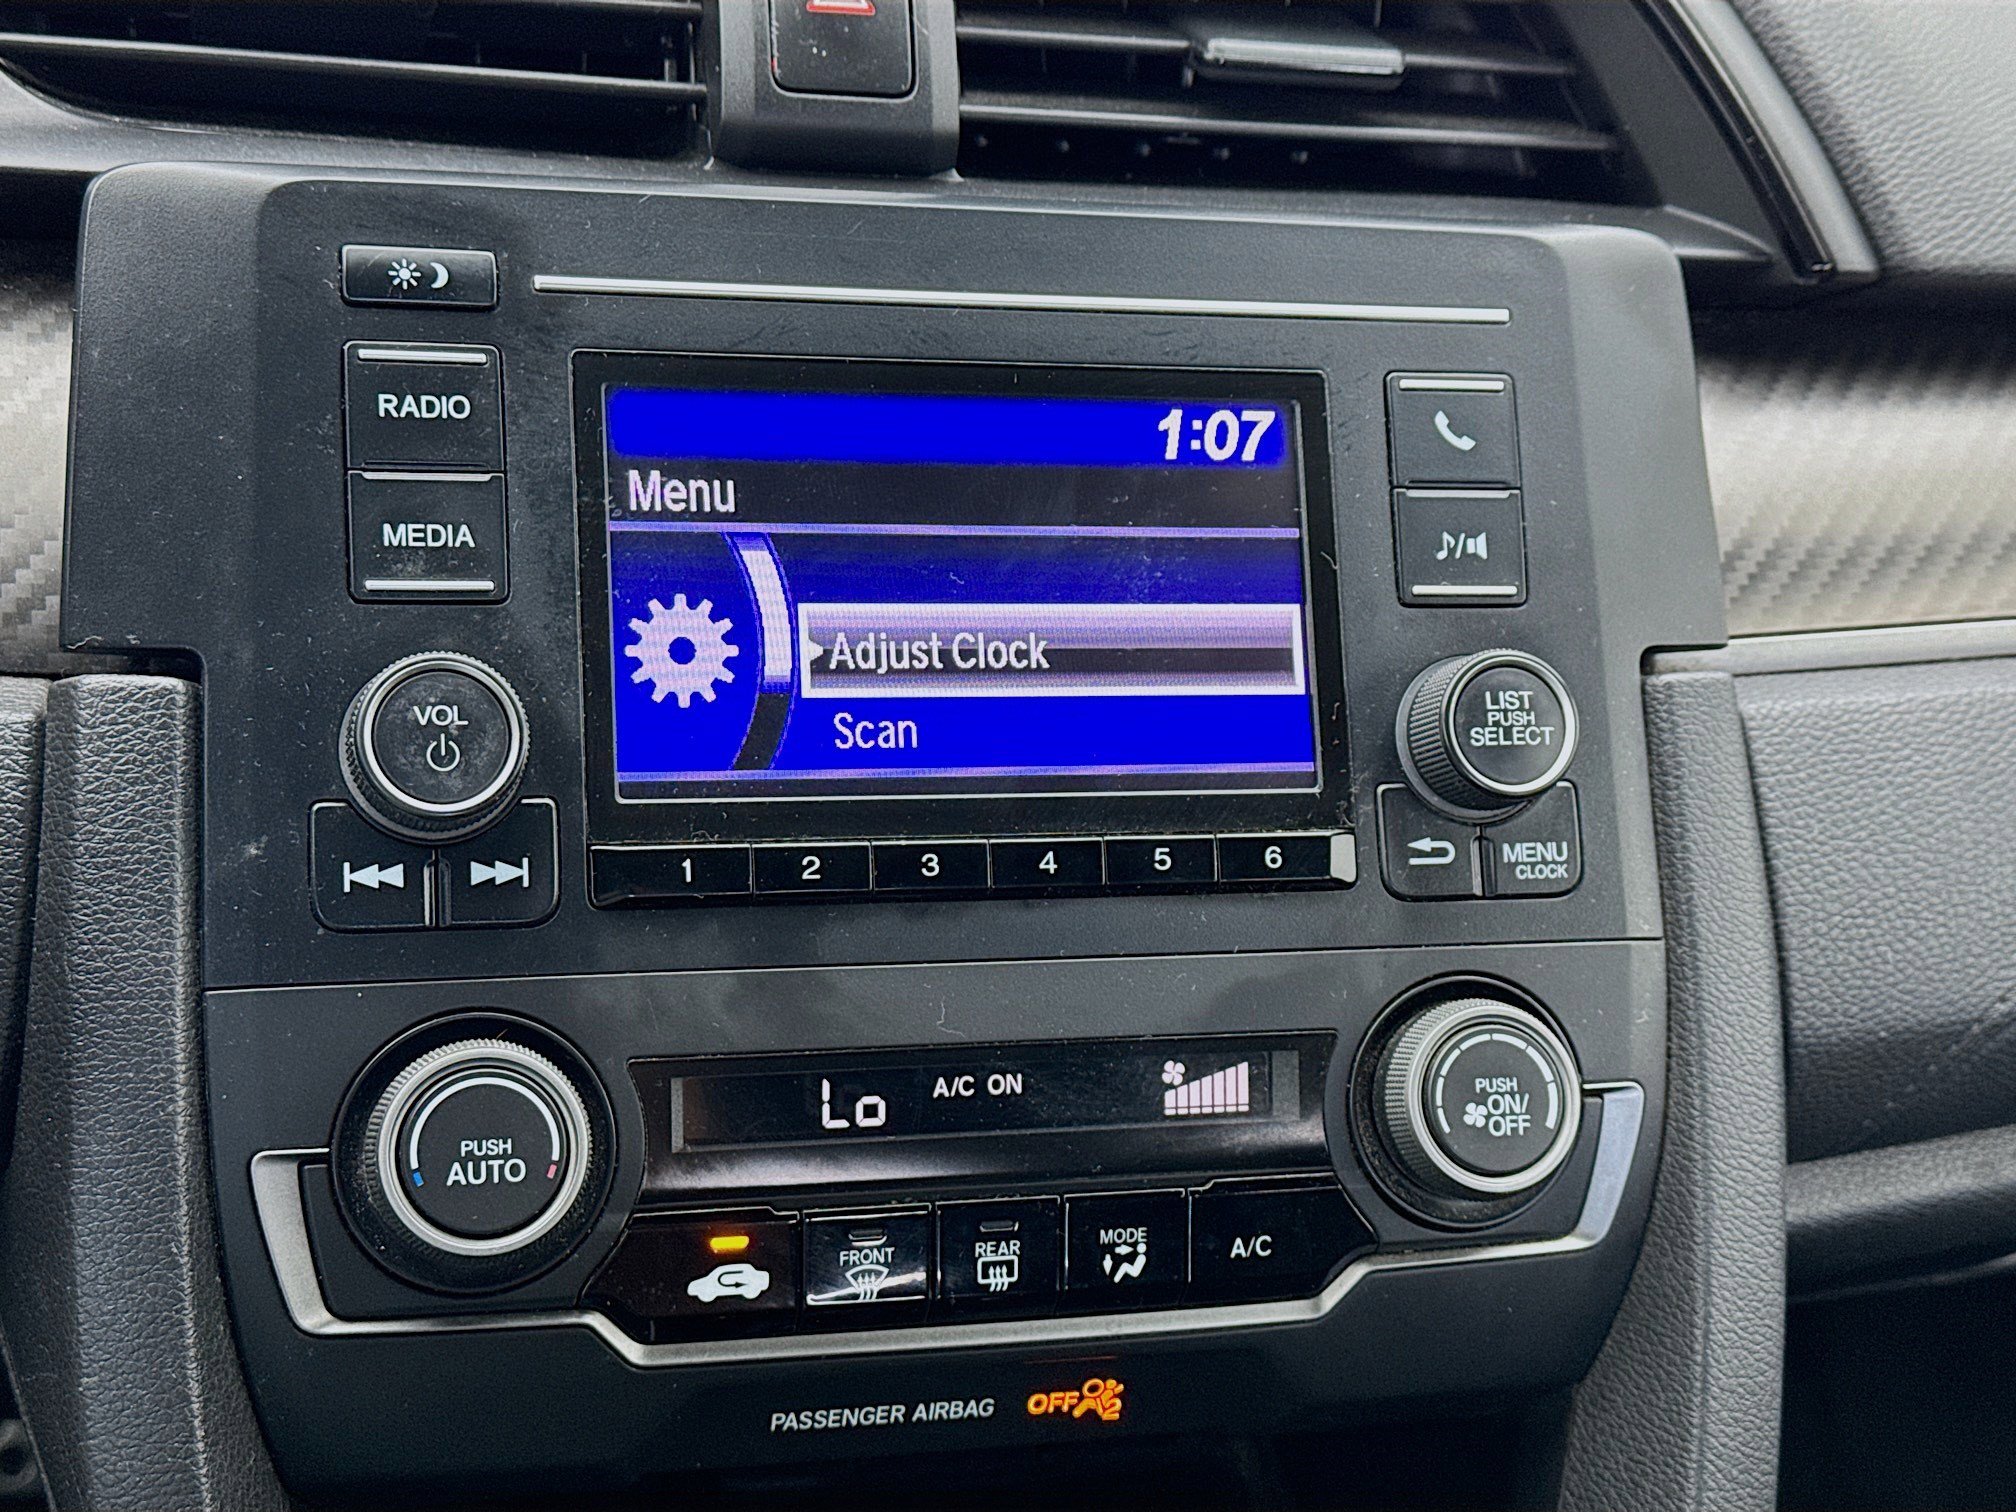 RADIO
MEDIA
VOL
1:07
Menu
Adjust Clock
Scan
LIST
PUSH
SELECT
MENU
CLOCK
1 2 3 4 5 6
PUSH
AUTO
Lo A/C ON
PUSH
ON/
OFF
FRONT
REAR
MODE
A/C
PASSENGER AIRBAG OFF 2